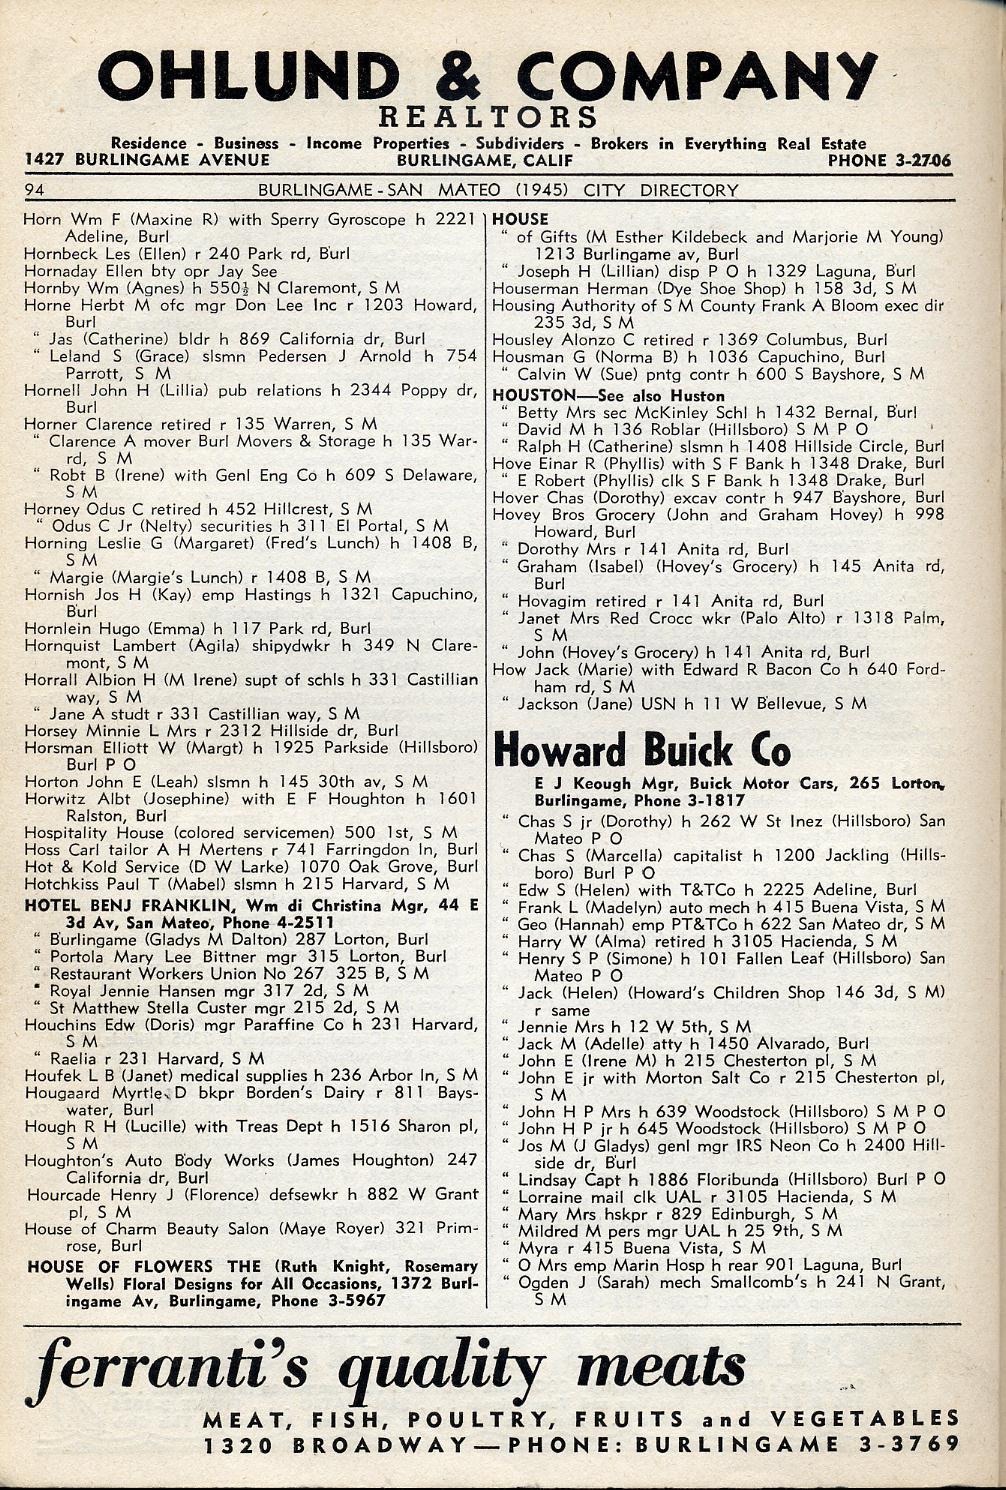 OHLUND & COMPANY
REALTORS
Residence - Business - Income Properties - Subdividers - Brokers in Everything Real Estate
1427 BURLINGAME AVENUE BURLINGAME, CALIF PHONE 3-2706
94 BURLINGAME-SAN MATEO (1945) CITY DIRECTORY
Horn Wm F (Maxine R) with Sperry Gyroscope h 2221
Adeline, Burl
Hornbeck Les (Ellen) r 240 Park rd, Burl
Hornaday Ellen bty opr Jay See
Hornby Wm (Agnes) h 550½ N Claremont, S M
Horne Herbt M ofc mgr Don Lee Inc r 1203 Howard,
Burl
" Jas (Catherine) bldr h 869 California dr, Burl
" Leland S (Grace) slsmn Pedersen J Arnold h 754
Parrott, S M
Hornell John H (Lillia) pub relations h 2344 Poppy dr,
Burl
Horner Clarence retired r 135 Warren, S M
" Clarence A mover Burl Movers & Storage h 135 War-
rd, S M
" Robt B (Irene) with Genl Eng Co h 609 S Delaware,
S M
Horney Odus C retired h 452 Hillcrest, S M
" Odus C Jr (Nelty) securities h 311 El Portal, S M
Horning Leslie G (Margaret) (Fred's Lunch) h 1408 B,
S M
" Margie (Margie's Lunch) r 1408 B, S M
Hornish Jos H (Kay) emp Hastings h 1321 Capuchino,
Burl
Hornlein Hugo (Emma) h 117 Park rd, Burl
Hornquist Lambert (Agila) shipydwkr h 349 N Clare-
mont, S M
Horrall Albion H (M Irene) supt of schls h 331 Castillian
way, S M
" Jane A studt r 331 Castillian way, S M
Horsey Minnie L Mrs r 2312 Hillside dr, Burl
Horsman Elliott W (Margt) h 1925 Parkside (Hillsboro)
Burl P O
Horton John E (Leah) slsmn h 145 30th av, S M
Horwitz Albt (Josephine) with E F Houghton h 1601
Ralston, Burl
Hospitality House (colored servicemen) 500 1st, S M
Hoss Carl tailor A H Mertens r 741 Farringdon ln, Burl
Hot & Kold Service (D W Larke) 1070 Oak Grove, Burl
Hotchkiss Paul T (Mabel) slsmn h 215 Harvard, S M
HOTEL BENJ FRANKLIN, Wm di Christina Mgr, 44 E
3d Av, San Mateo, Phone 4-2511
" Burlingame (Gladys M Dalton) 287 Lorton, Burl
" Portola Mary Lee Bittner mgr 315 Lorton, Burl
" Restaurant Workers Union No 267 325 B, S M
" Royal Jennie Hansen mgr 317 2d, S M
" St Matthew Stella Custer mgr 215 2d, S M
Houchins Edw (Doris) mgr Paraffine Co h 231 Harvard,
S M
" Raelia r 231 Harvard, S M
Houfek L B (Janet) medical supplies h 236 Arbor ln, S M
Hougaard Myrtle D bkpr Borden's Dairy r 811 Bays-
water, Burl
Hough R H (Lucille) with Treas Dept h 1516 Sharon pl,
S M
Houghton's Auto Body Works (James Houghton) 247
California dr, Burl
Hourcade Henry J (Florence) defsewkr h 882 W Grant
pl, S M
House of Charm Beauty Salon (Maye Royer) 321 Prim-
rose, Burl
HOUSE OF FLOWERS THE (Ruth Knight, Rosemary
Wells) Floral Designs for All Occasions, 1372 Burl-
ingame Av, Burlingame, Phone 3-5967
HOUSE
" of Gifts (M Esther Kildebeck and Marjorie M Young)
1213 Burlingame av, Burl
" Joseph H (Lillian) disp P O h 1329 Laguna, Burl
Houserman Herman (Dye Shoe Shop) h 158 3d, S M
Housing Authority of S M County Frank A Bloom exec dir
235 3d, S M
Housley Alonzo C retired r 1369 Columbus, Burl
Housman G (Norma B) h 1036 Capuchino, Burl
" Calvin W (Sue) pntg contr h 600 S Bayshore, S M
HOUSTON—See also Huston
" Betty Mrs sec McKinley Schl h 1432 Bernal, Burl
" David M h 136 Roblar (Hillsboro) S M P O
" Ralph H (Catherine) slsmn h 1408 Hillside Circle, Burl
Hove Einar R (Phyllis) with S F Bank h 1348 Drake, Burl
" E Robert (Phyllis) clk S F Bank h 1348 Drake, Burl
Hover Chas (Dorothy) excav contr h 947 Bayshore, Burl
Hovey Bros Grocery (John and Graham Hovey) h 998
Howard, Burl
" Dorothy Mrs r 141 Anita rd, Burl
" Graham (Isabel) (Hovey's Grocery) h 145 Anita rd,
Burl
" Hovagim retired r 141 Anita rd, Burl
" Janet Mrs Red Crocc wkr (Palo Alto) r 1318 Palm,
S M
" John (Hovey's Grocery) h 141 Anita rd, Burl
How Jack (Marie) with Edward R Bacon Co h 640 Ford-
ham rd, S M
" Jackson (Jane) USN h 11 W Bellevue, S M
Howard Buick Co
E J Keough Mgr, Buick Motor Cars, 265 Lorton,
Burlingame, Phone 3-1817
" Chas S jr (Dorothy) h 262 W St Inez (Hillsboro) San
Mateo P O
" Chas S (Marcella) capitalist h 1200 Jackling (Hills-
boro) Burl P O
" Edw S (Helen) with T&TCo h 2225 Adeline, Burl
" Frank L (Madelyn) auto mech h 415 Buena Vista, S M
" Geo (Hannah) emp PT&TCo h 622 San Mateo dr, S M
" Harry W (Alma) retired h 3105 Hacienda, S M
" Henry S P (Simone) h 101 Fallen Leaf (Hillsboro) San
Mateo P O
" Jack (Helen) (Howard's Children Shop 146 3d, S M)
r same
" Jennie Mrs h 12 W 5th, S M
" Jack M (Adelle) atty h 1450 Alvarado, Burl
" John E (Irene M) h 215 Chesterton pl, S M
" John E jr with Morton Salt Co r 215 Chesterton pl,
S M
" John H P Mrs h 639 Woodstock (Hillsboro) S M P O
" John H P jr h 645 Woodstock (Hillsboro) S M P O
" Jos M (J Gladys) genl mgr IRS Neon Co h 2400 Hill-
side dr, Burl
" Lindsay Capt h 1886 Floribunda (Hillsboro) Burl P O
" Lorraine mail clk UAL r 3105 Hacienda, S M
" Mary Mrs hskpr r 829 Edinburgh, S M
" Mildred M pers mgr UAL h 25 9th, S M
" Myra r 415 Buena Vista, S M
" O Mrs emp Marin Hosp h rear 901 Laguna, Burl
" Ogden J (Sarah) mech Smallcomb's h 241 N Grant,
S M
ferranti's quality meats
MEAT, FISH, POULTRY, FRUITS and VEGETABLES
1320 BROADWAY—PHONE: BURLINGAME 3-3769